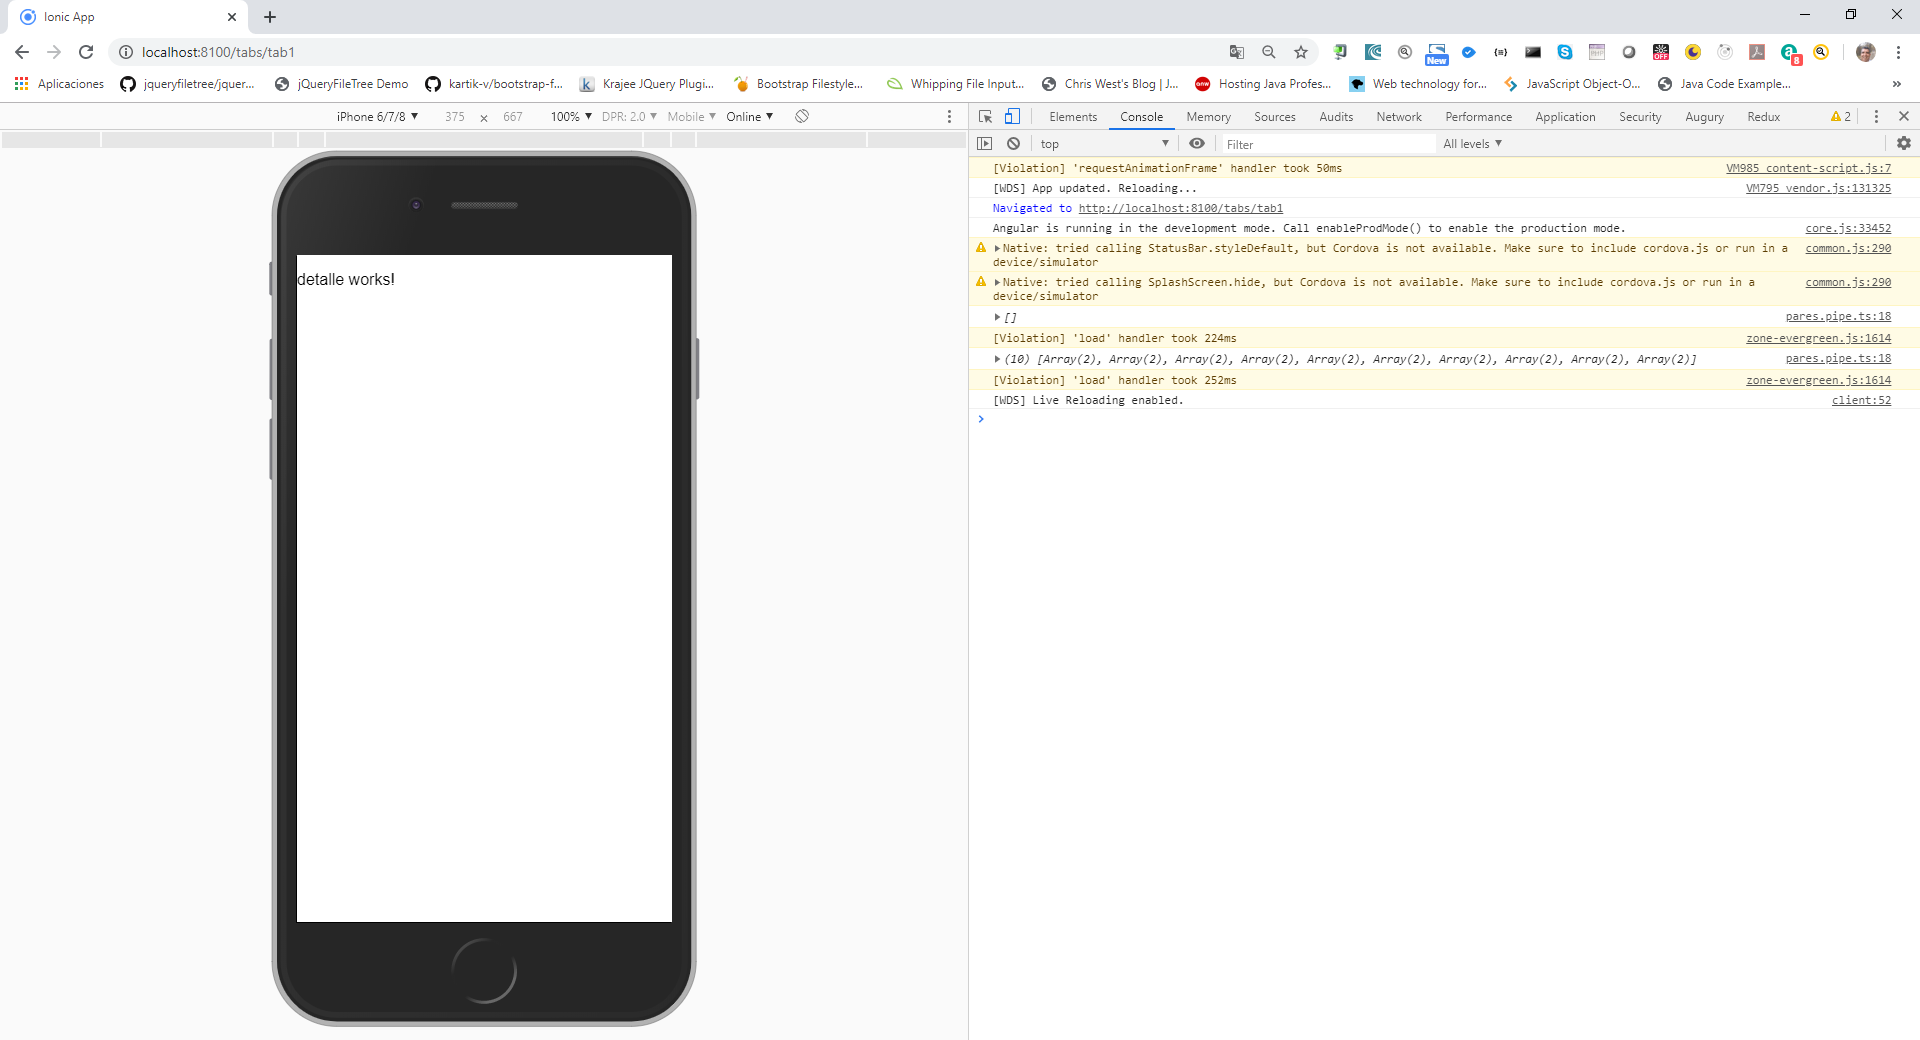 Ionic App
localhost:8100/tabs/tab1
New
OFF
8
Aplicaciones
jqueryfiletree/jquer...
jQueryFileTree Demo
kartik-v/bootstrap-f...
Krajee JQuery Plugi...
Bootstrap Filestyle...
Whipping File Input...
Chris West's Blog | J...
Hosting Java Profes...
Web technology for...
JavaScript Object-O...
Java Code Example...
»
iPhone 6/7/8 ▼ 375 × 667 100% ▼ DPR: 2.0 ▼ Mobile ▼ Online ▼
Elements Console Memory Sources Audits Network Performance Application Security Augury Redux 2
top ▼ Filter All levels ▼
detalle works!
[Violation] 'requestAnimationFrame' handler took 50ms VM985 content-script.js:7
[WDS] App updated. Reloading... VM795 vendor.js:131325
Navigated to http://localhost:8100/tabs/tab1
Angular is running in the development mode. Call enableProdMode() to enable the production mode. core.js:33452
Native: tried calling StatusBar.styleDefault, but Cordova is not available. Make sure to include cordova.js or run in a common.js:290
device/simulator
Native: tried calling SplashScreen.hide, but Cordova is not available. Make sure to include cordova.js or run in a common.js:290
device/simulator
[] pares.pipe.ts:18
[Violation] 'load' handler took 224ms zone-evergreen.js:1614
(10) [Array(2), Array(2), Array(2), Array(2), Array(2), Array(2), Array(2), Array(2), Array(2), Array(2)] pares.pipe.ts:18
[Violation] 'load' handler took 252ms zone-evergreen.js:1614
[WDS] Live Reloading enabled. client:52